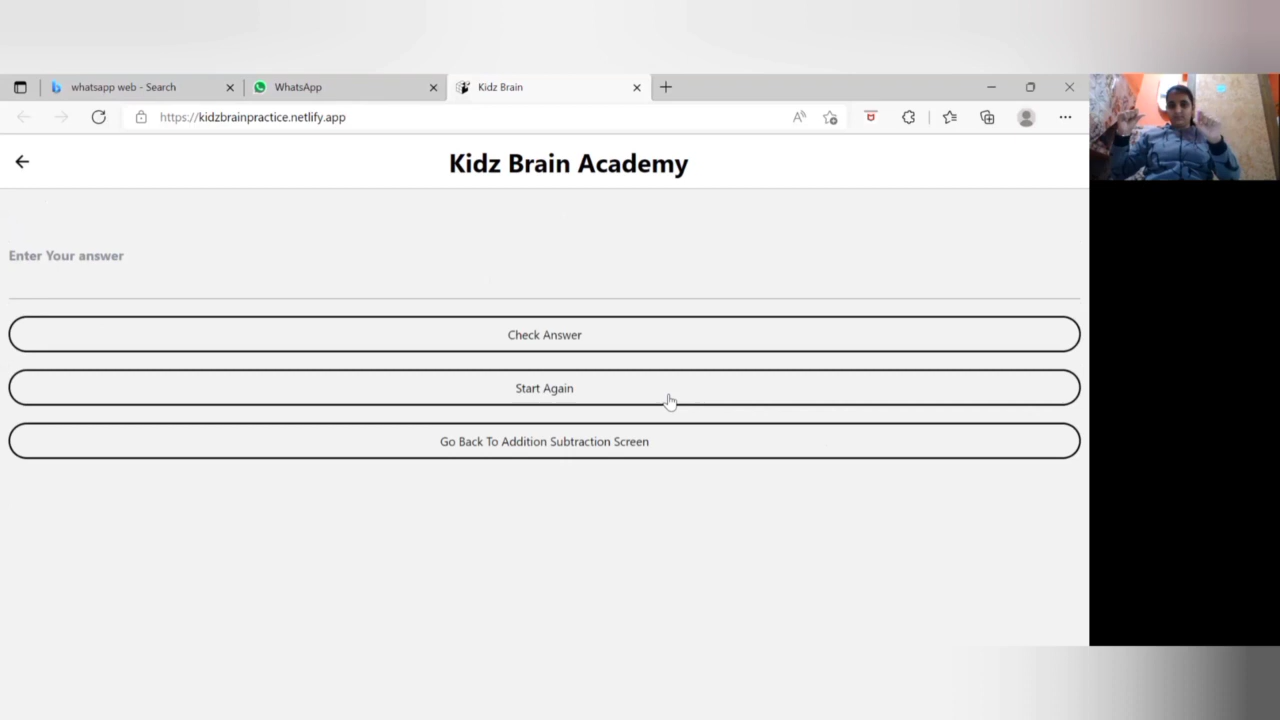 whatsapp web - Search
WhatsApp
Kidz Brain
https://kidzbrainpractice.netlify.app
Kidz Brain Academy
Enter Your answer
Check Answer
Start Again
Go Back To Addition Subtraction Screen